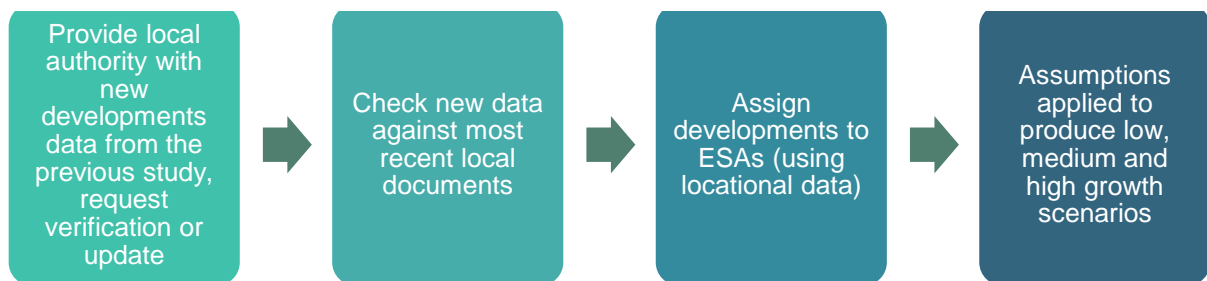 Provide local
authority with
new
developments
data from the
previous study,
request
verification or
update
Check new data
against most
recent local
documents
Assign
developments to
ESAs (using
locational data)
Assumptions
applied to
produce low,
medium and
high growth
scenarios